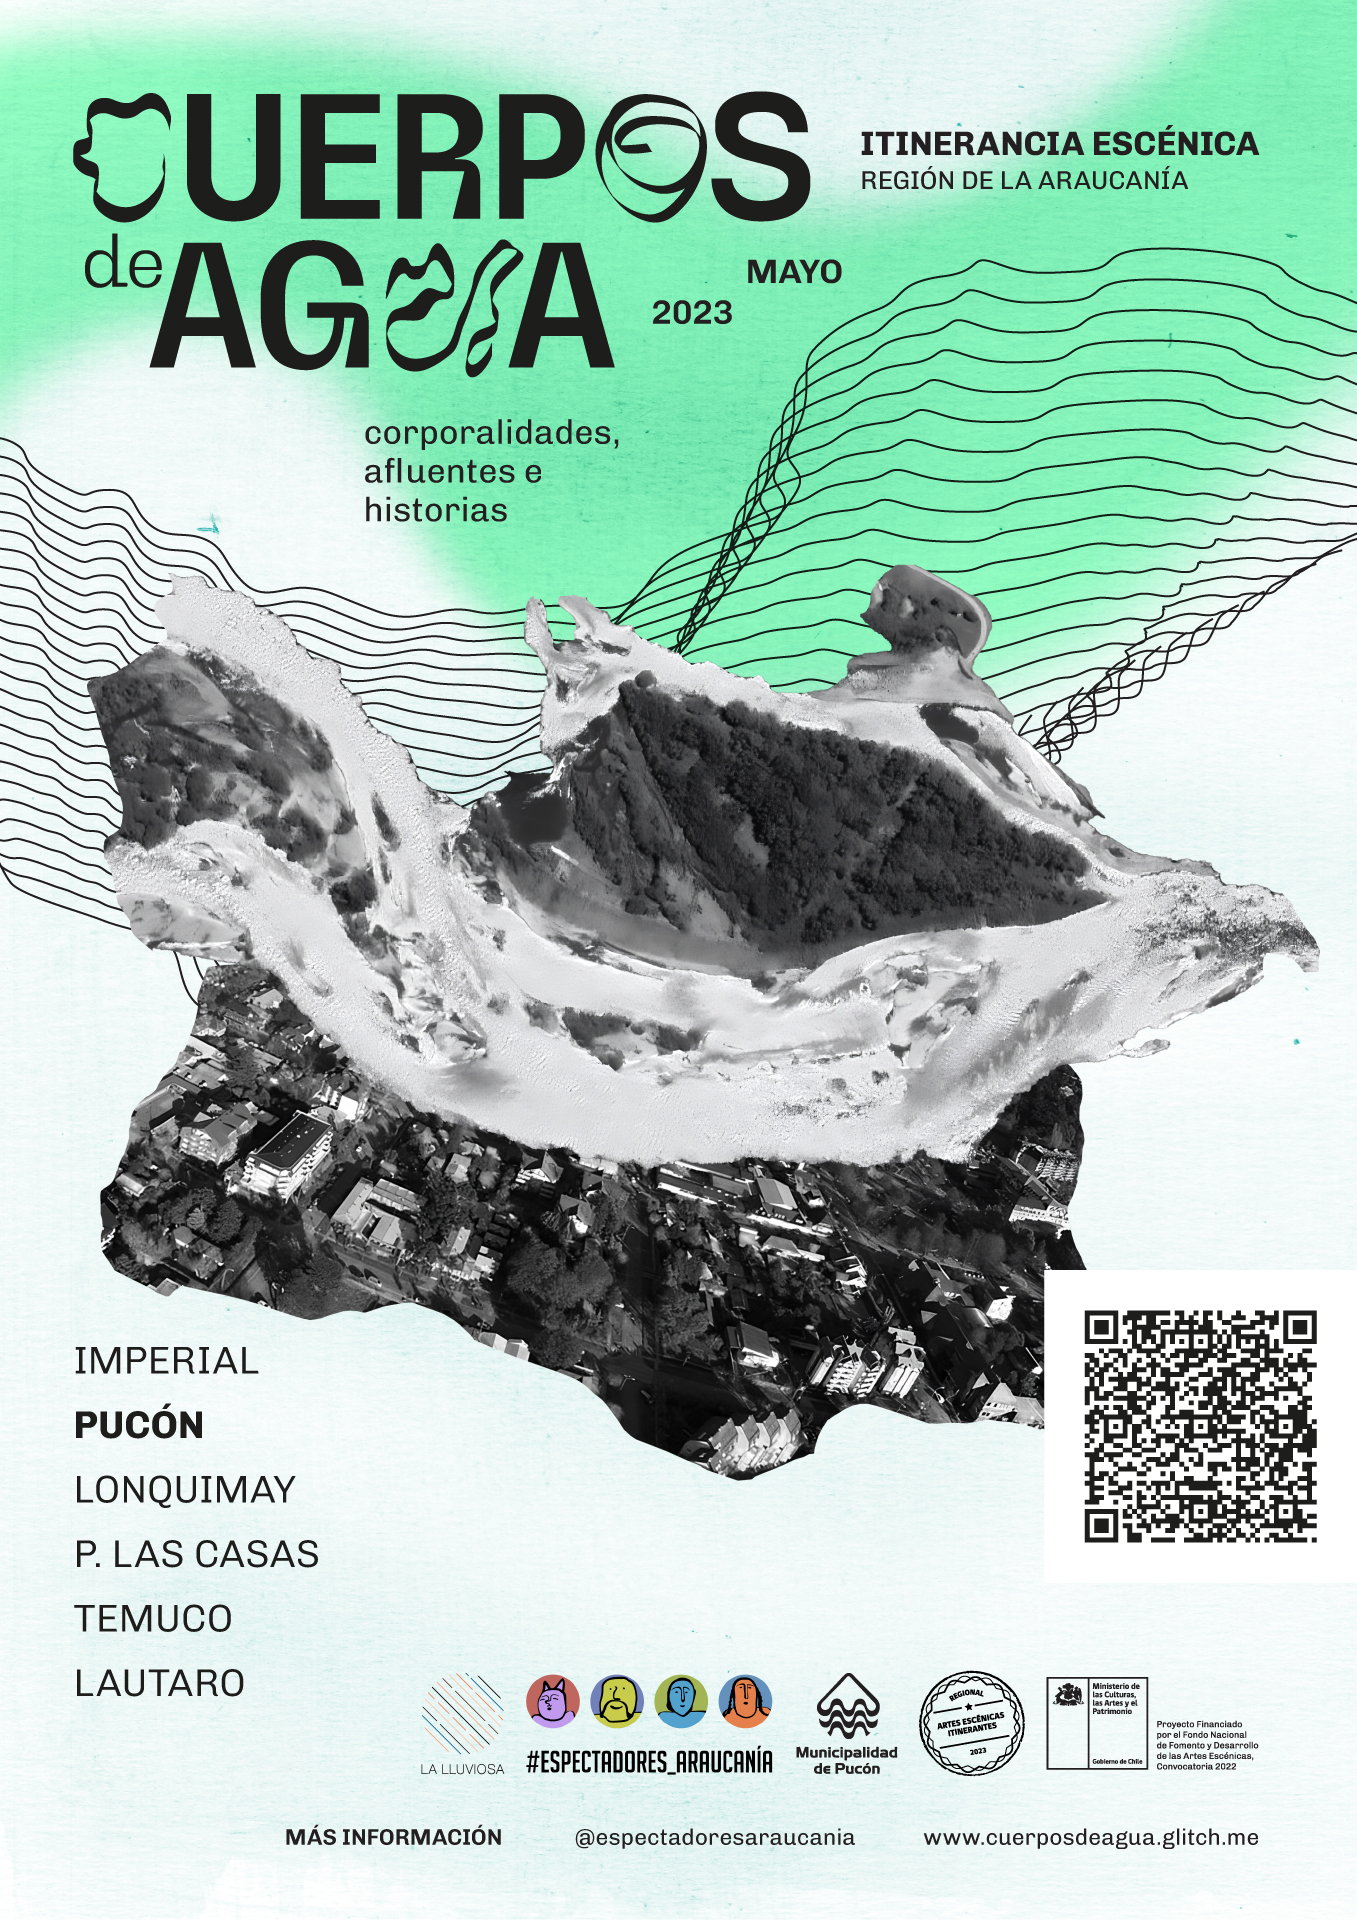 CUERPOS
de AGUA
ITINERANCIA ESCÉNICA
REGIÓN DE LA ARAUCANÍA
MAYO
2023
corporalidades,
afluentes e
historias
IMPERIAL
PUCÓN
LONQUIMAY
P. LAS CASAS
TEMUCO
LAUTARO
LA LLUVIOSA
#ESPECTADORES_ARAUCANÍA
Municipalidad
de Pucón
REGIONAL
ARTES ESCÉNICAS
ITINERANTES
2023
Ministerio de
las Culturas,
las Artes y el
Patrimonio
Gobierno de Chile
Proyecto Financiado
por el Fondo Nacional
de Fomento y Desarrollo
de las Artes Escénicas,
Convocatoria 2022
MÁS INFORMACIÓN
@espectadoresaraucania
www.cuerposdeagua.glitch.me